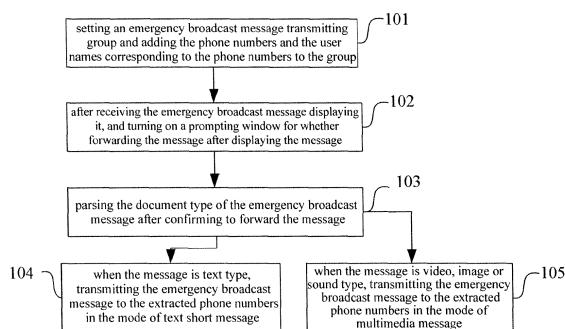 setting an emergency broadcast message transmitting
group and adding the phone numbers and the user
names corresponding to the phone numbers to the group
101
after receiving the emergency broadcast message displaying
it, and turning on a prompting window for whether
forwarding the message after displaying the message
102
parsing the document type of the emergency broadcast
message after confirming to forward the message
103
104
when the message is text type,
transmitting the emergency broadcast
message to the extracted phone numbers
in the mode of text short message
when the message is video, image or
sound type, transmitting the emergency
broadcast message to the extracted
phone numbers in the mode of
multimedia message
105